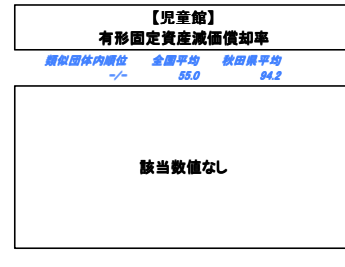 【児童館】
有形固定資産減価償却率
類似団体内順位 全国平均 秋田県平均
-/- 55.0 94.2
該当数値なし